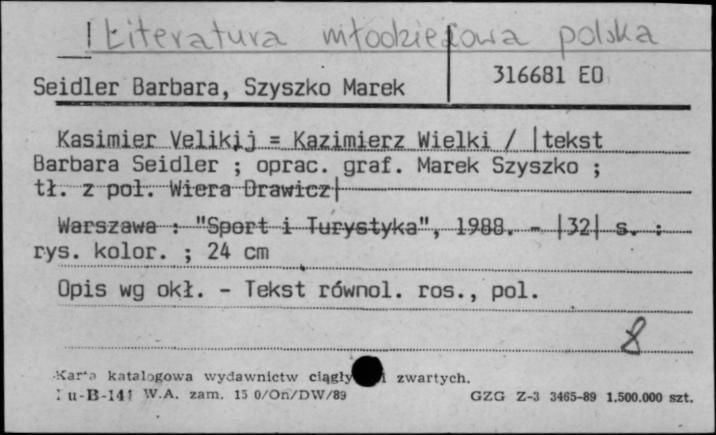 Literatura młodzieżowa polska
Seidler Barbara, Szyszko Marek
316681 EO
Kasimier Velikij = Kazimierz Wielki / |tekst
Barbara Seidler ; oprac. graf. Marek Szyszko ;
tł. z pol. Wiera Drawicz|
Warszawa : "Sport i Turystyka", 1988. - |32| s. :
rys. kolor. ; 24 cm
Opis wg okł. - Tekst równol. ros., pol.
8
Karta katalogowa wydawnictw ciągły i zwartych.
Pu-B-141 W.A. zam. 15 0/On/DW/89
GZG Z-3 3465-89 1.500.000 szt.